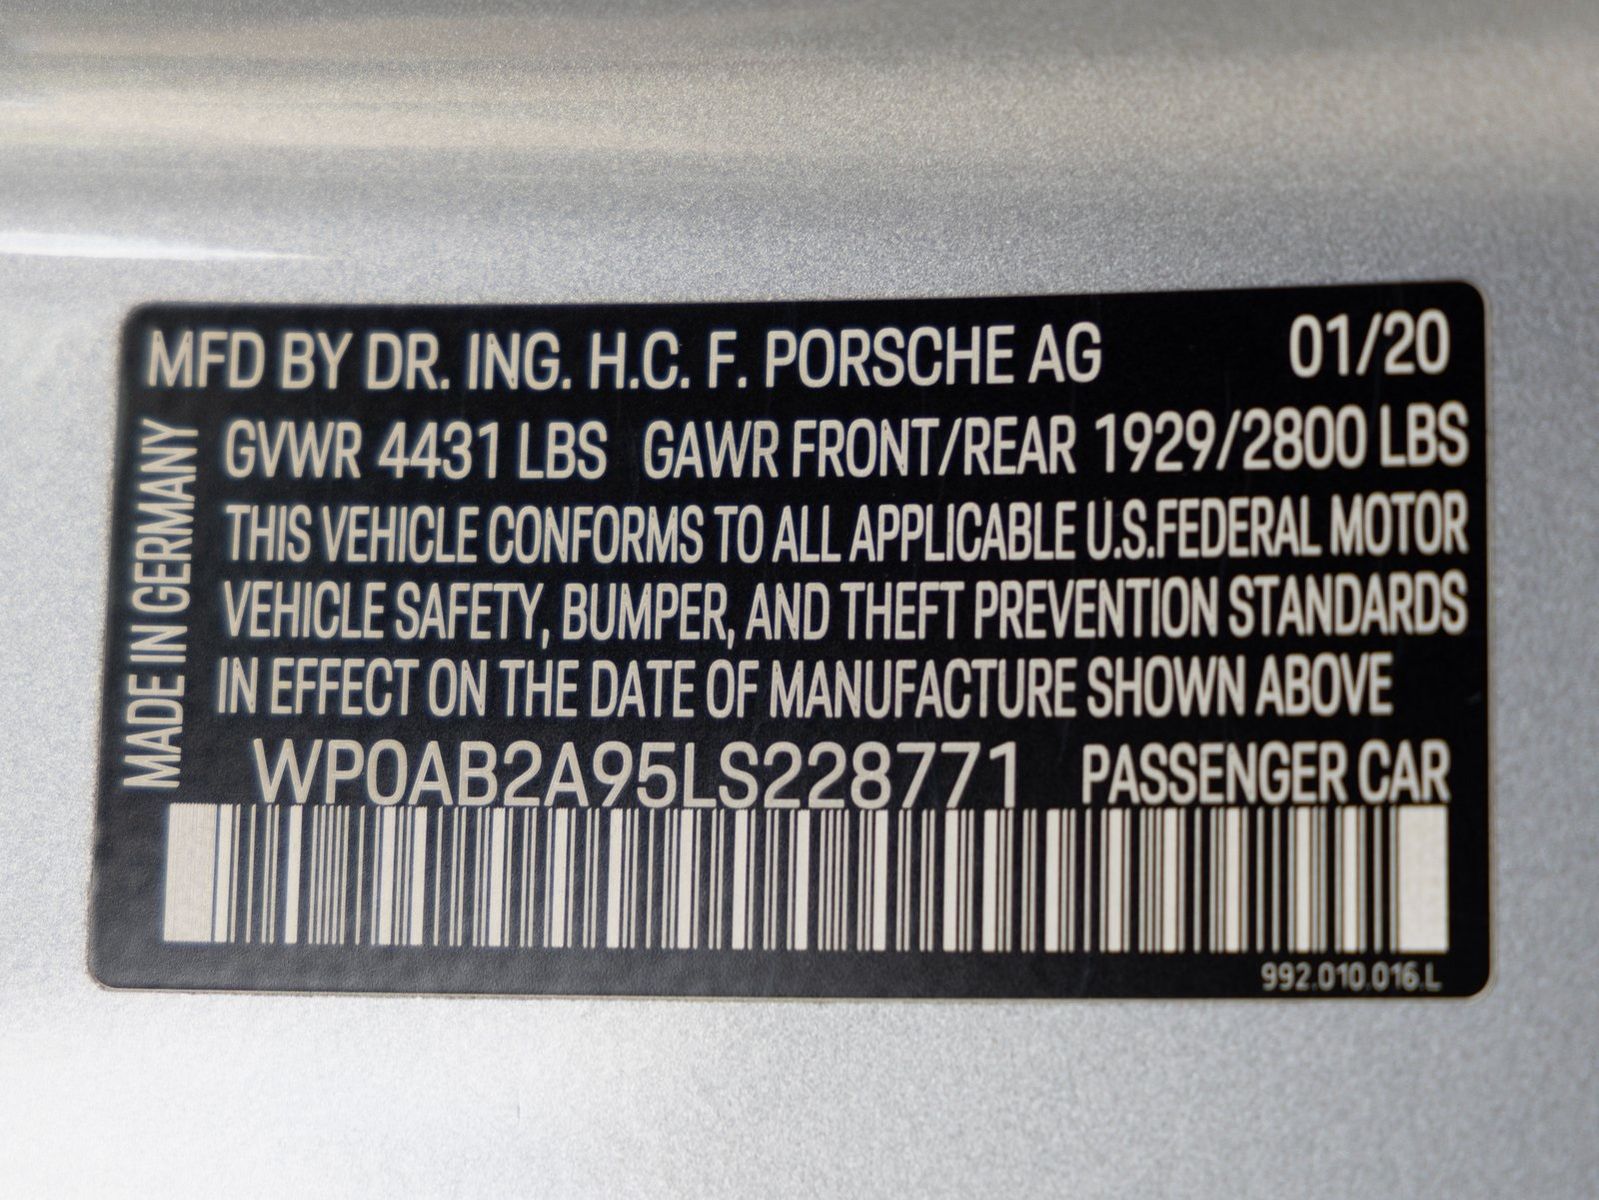 MFD BY DR. ING. H.C. F. PORSCHE AG 01/20
MADE IN GERMANY
GVWR 4431 LBS GAWR FRONT/REAR 1929/2800 LBS
THIS VEHICLE CONFORMS TO ALL APPLICABLE U.S.FEDERAL MOTOR
VEHICLE SAFETY, BUMPER, AND THEFT PREVENTION STANDARDS
IN EFFECT ON THE DATE OF MANUFACTURE SHOWN ABOVE
WP0AB2A95LS228771 PASSENGER CAR
992.010.016.L